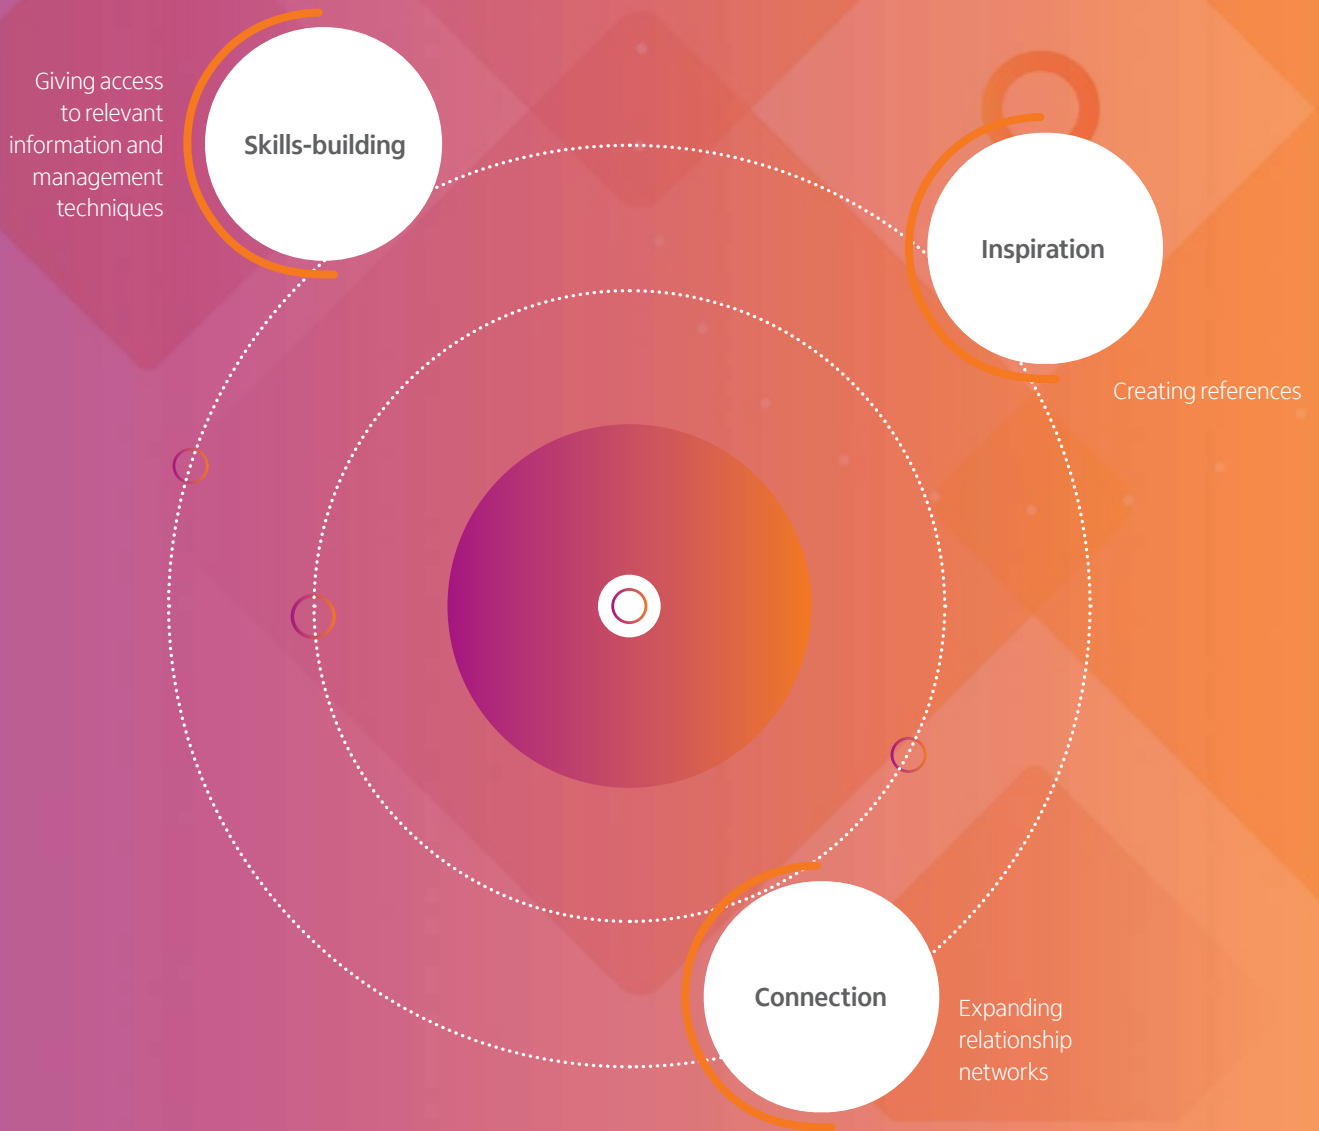 Giving access
to relevant
information and
management
techniques
Skills-building
Inspiration
Creating references
Connection
Expanding
relationship
networks